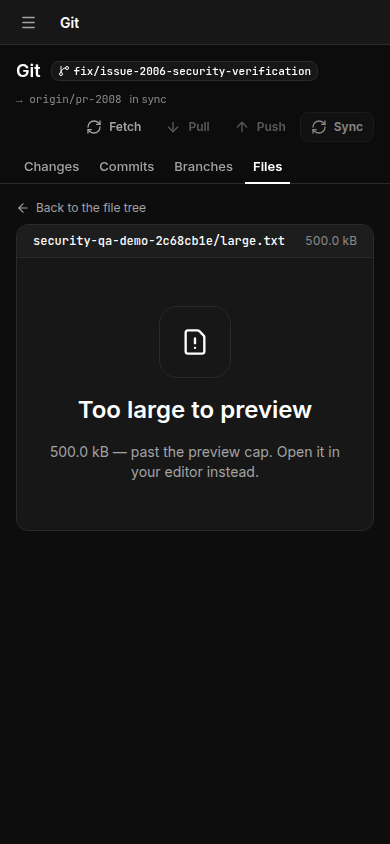 Git
Git fix/issue-2006-security-verification
→ origin/pr-2008 in sync
Fetch Pull Push Sync
Changes Commits Branches Files
← Back to the file tree
security-qa-demo-2c68cb1e/large.txt 500.0 kB
Too large to preview
500.0 kB — past the preview cap. Open it in
your editor instead.